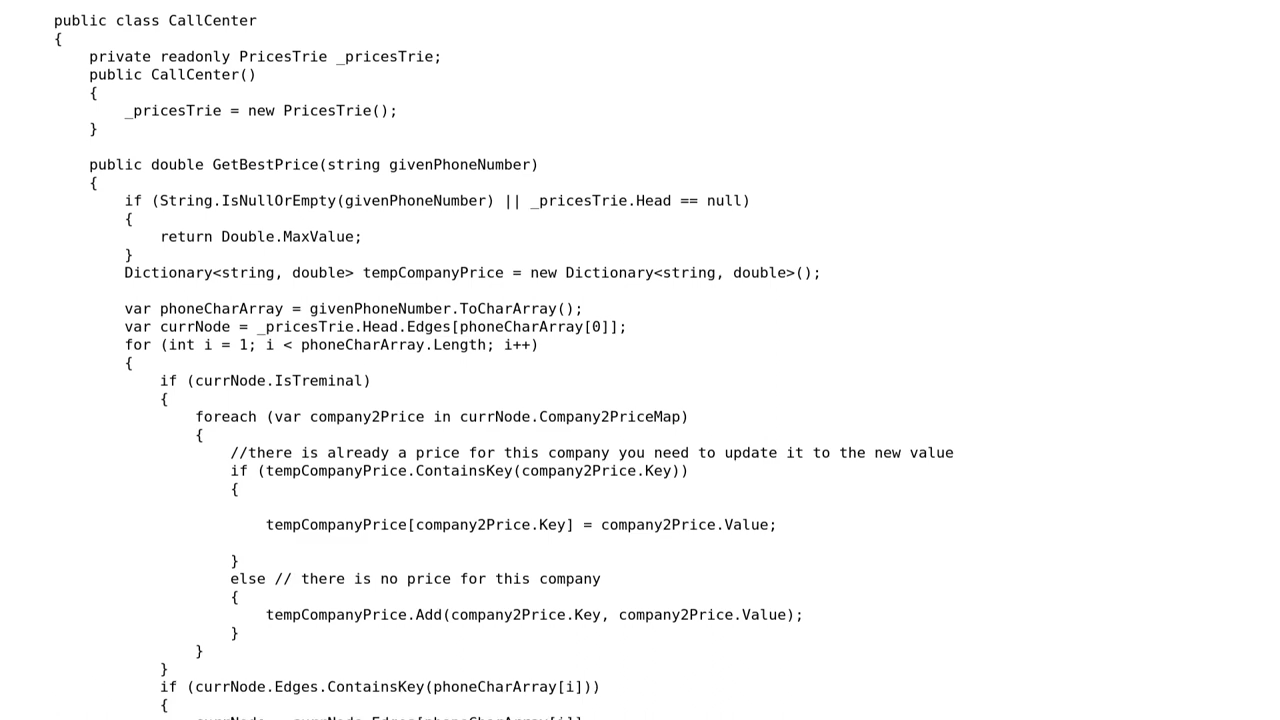 public class CallCenter
{
private readonly PricesTrie _pricesTrie;
public CallCenter()
{
_pricesTrie = new PricesTrie();
}
public double GetBestPrice(string givenPhoneNumber)
{
if (String.IsNullOrEmpty(givenPhoneNumber) || _pricesTrie.Head == null)
{
return Double.MaxValue;
}
Dictionary<string, double> tempCompanyPrice = new Dictionary<string, double>();
var phoneCharArray = givenPhoneNumber.ToCharArray();
var currNode = _pricesTrie.Head.Edges[phoneCharArray[0]];
for (int i = 1; i < phoneCharArray.Length; i++)
{
if (currNode.IsTreminal)
{
foreach (var company2Price in currNode.Company2PriceMap)
{
//there is already a price for this company you need to update it to the new value
if (tempCompanyPrice.ContainsKey(company2Price.Key))
{
tempCompanyPrice[company2Price.Key] = company2Price.Value;
}
else // there is no price for this company
{
tempCompanyPrice.Add(company2Price.Key, company2Price.Value);
}
}
}
if (currNode.Edges.ContainsKey(phoneCharArray[i]))
{